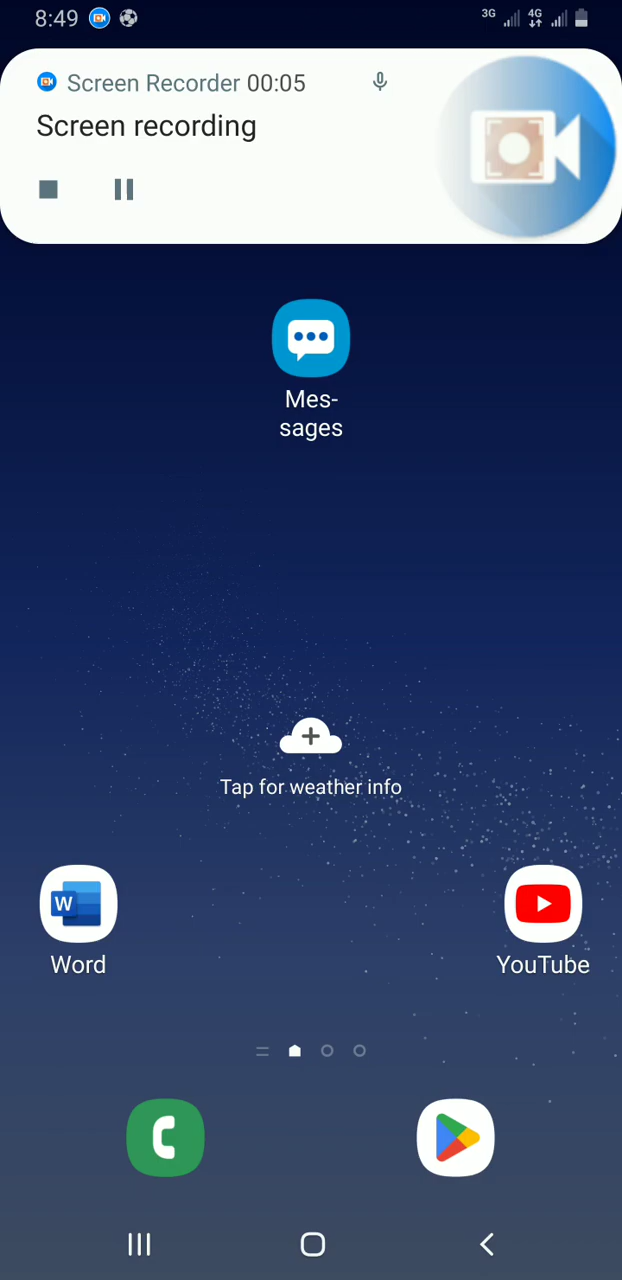 8:49 3G 4G
Screen Recorder 00:05
Screen recording
Mes-
sages
Tap for weather info
W
Word
YouTube